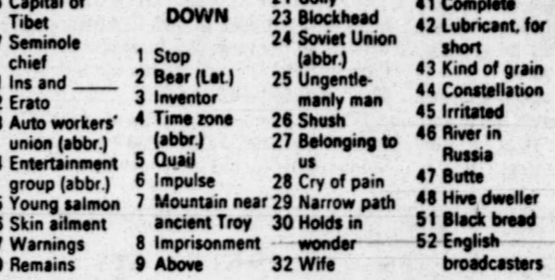 Capital of
Tibet
Seminole
chief
Ins and ____
Erato
Auto workers'
union (abbr.)
Entertainment
group (abbr.)
Young salmon
Skin ailment
Warnings
Remains
DOWN
1 Stop
2 Bear (Lat.)
3 Inventor
4 Time zone
(abbr.)
5 Quail
6 Impulse
7 Mountain near
ancient Troy
8 Imprisonment
9 Above
23 Blockhead
24 Soviet Union
(abbr.)
25 Ungentle-
manly man
26 Shush
27 Belonging to
us
28 Cry of pain
29 Narrow path
30 Holds in
wonder
32 Wife
41 Complete
42 Lubricant, for
short
43 Kind of grain
44 Constellation
45 Irritated
46 River in
Russia
47 Butte
48 Hive dweller
51 Black bread
52 English
broadcasters